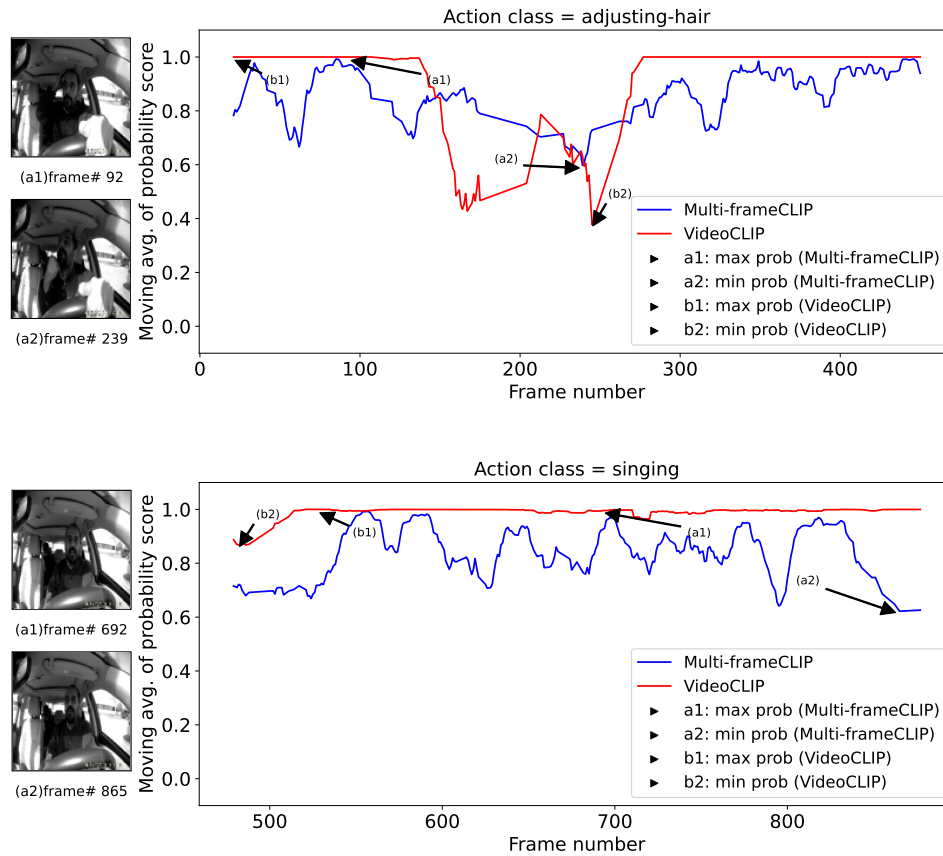 Action class = adjusting-hair
Moving avg. of probability score
1.0
0.8
0.6
0.4
0.2
0.0
(b1)
(a1)
(a2)
(b2)
Multi-frameCLIP
VideoCLIP
a1: max prob (Multi-frameCLIP)
a2: min prob (Multi-frameCLIP)
b1: max prob (VideoCLIP)
b2: min prob (VideoCLIP)
0 100 200 300 400
Frame number
(a1)frame# 92
(a2)frame# 239
Action class = singing
Moving avg. of probability score
1.0
0.8
0.6
0.4
0.2
0.0
(b2)
(b1)
(a1)
(a2)
Multi-frameCLIP
VideoCLIP
a1: max prob (Multi-frameCLIP)
a2: min prob (Multi-frameCLIP)
b1: max prob (VideoCLIP)
b2: min prob (VideoCLIP)
500 600 700 800
Frame number
(a1)frame# 692
(a2)frame# 865